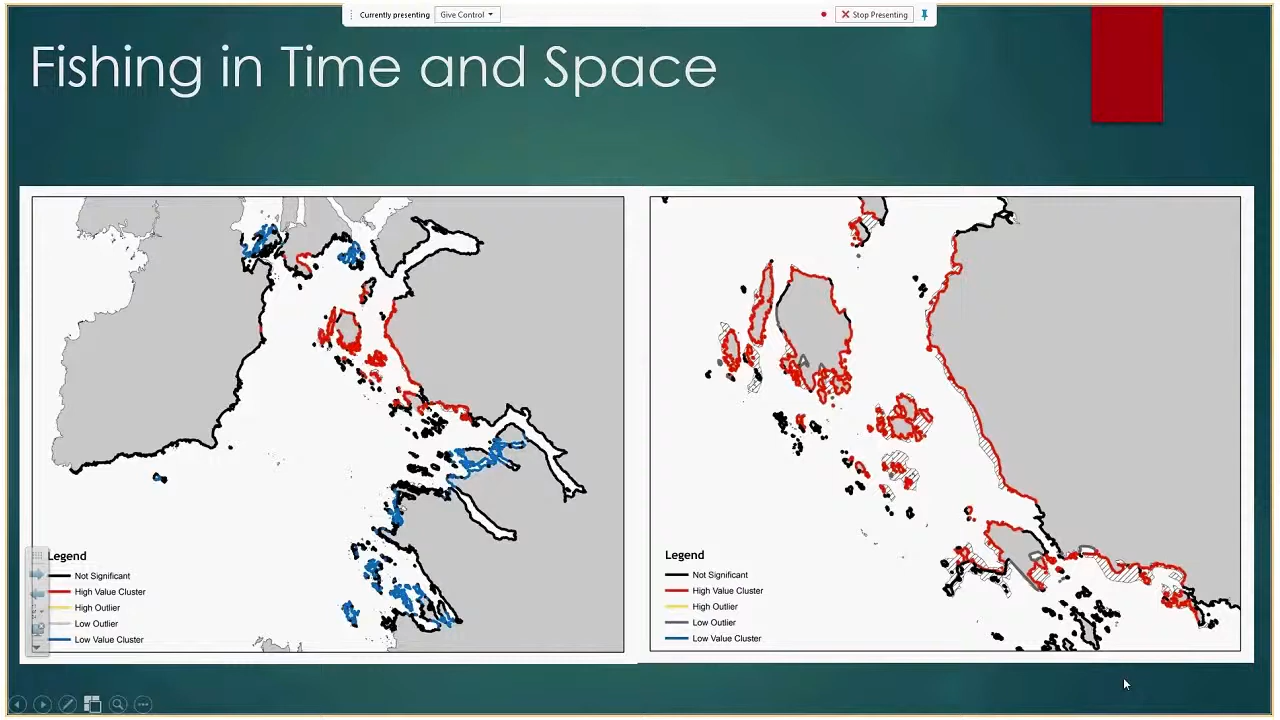 Currently presenting
Give Control
Stop Presenting
Fishing in Time and Space
Legend
Not Significant
High Value Cluster
High Outlier
Low Outlier
Low Value Cluster
Legend
Not Significant
High Value Cluster
High Outlier
Low Outlier
Low Value Cluster